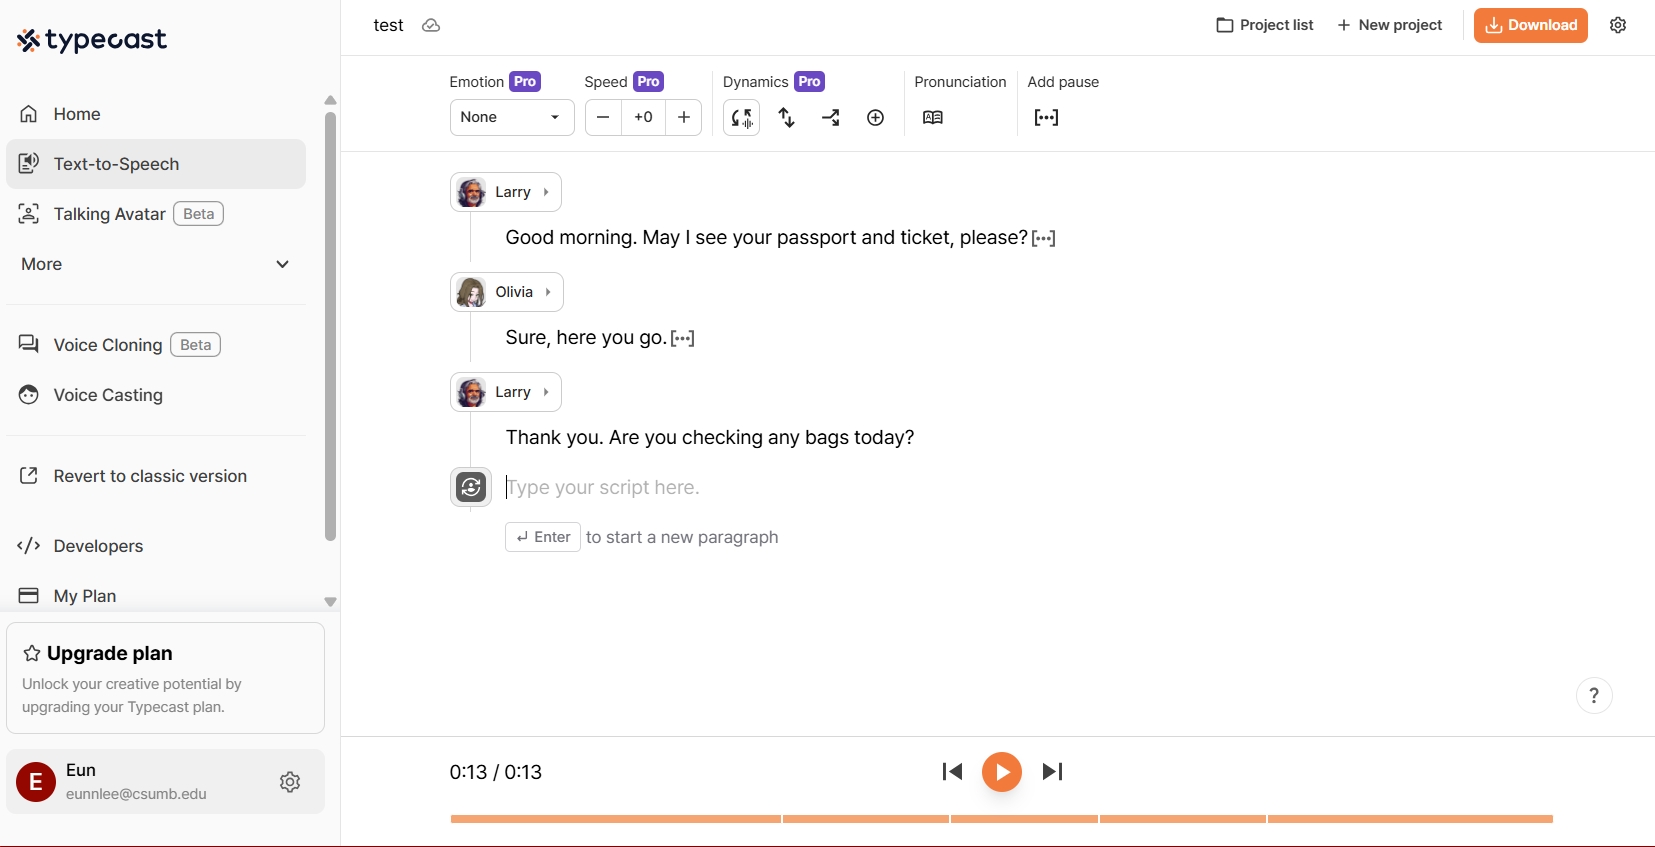 typecast
test
Project list
New project
Download
Home
Text-to-Speech
Talking Avatar Beta
More
Voice Cloning Beta
Voice Casting
Revert to classic version
Developers
My Plan
Upgrade plan
Unlock your creative potential by
upgrading your Typecast plan.
E
Eun
eunnlee@csumb.edu
Emotion Pro
None
Speed Pro
− +0 +
Dynamics Pro
Pronunciation
Add pause
[•••]
Larry
Good morning. May I see your passport and ticket, please? [•••]
Olivia
Sure, here you go. [•••]
Larry
Thank you. Are you checking any bags today?
Type your script here.
↵ Enter to start a new paragraph
?
0:13 / 0:13